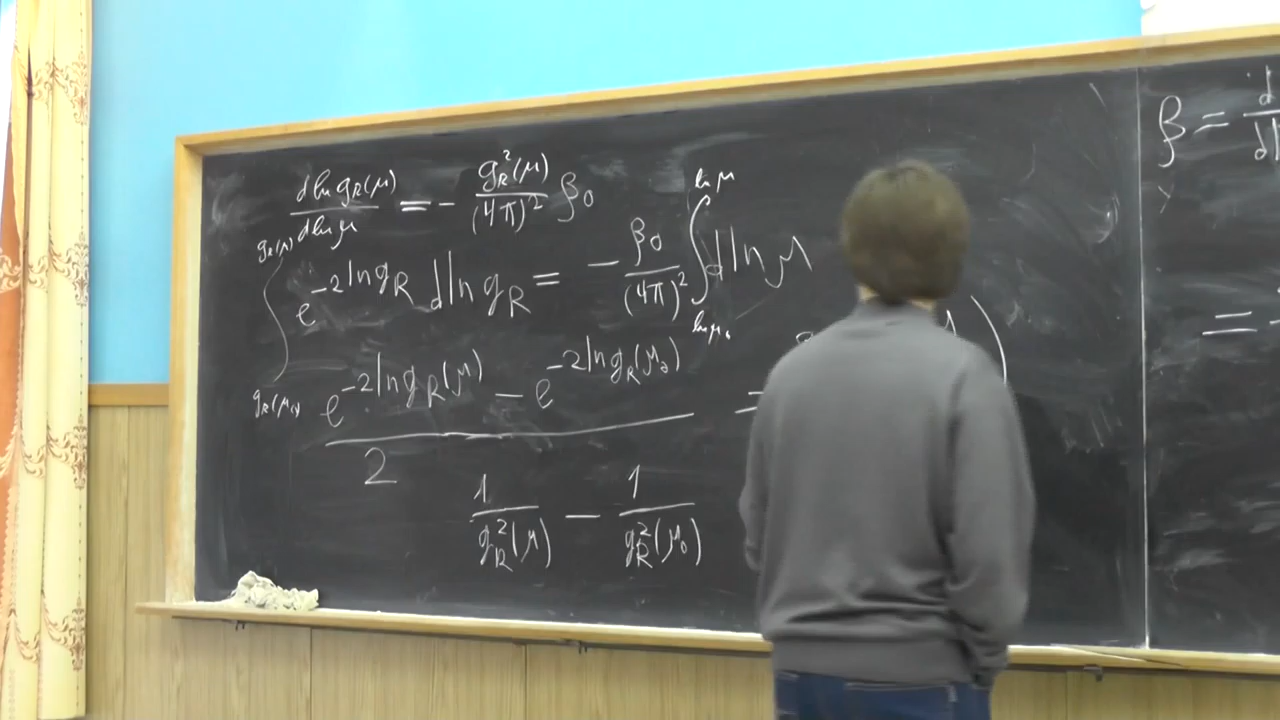 d ln g_R(μ) / d ln μ = - g_R²(μ) / (4π)² β₀
∫_{g_R(μ₀)}^{g_R(μ)} e^{-2 ln g_R} d ln g_R = - β₀ / (4π)² ∫_{ln μ₀}^{ln μ} d ln μ
(e^{-2 ln g_R(μ)} - e^{-2 ln g_R(μ₀)}) / 2 =
1 / g_R²(μ) - 1 / g_R²(μ₀)
β = d / d
=